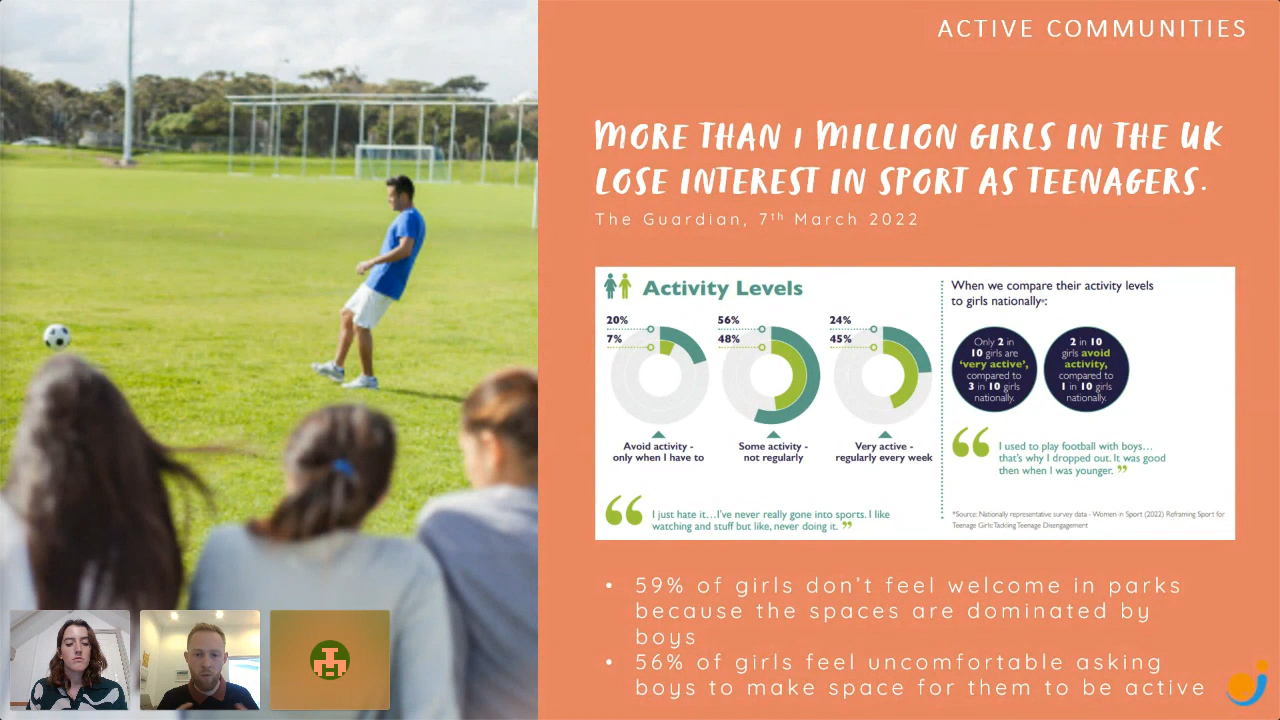 ACTIVE COMMUNITIES
MORE THAN 1 MILLION GIRLS IN THE UK
LOSE INTEREST IN SPORT AS TEENAGERS.
The Guardian, 7th March 2022
Activity Levels
20%
7%
56%
48%
24%
45%
Avoid activity -
only when I have to
Some activity -
not regularly
Very active -
regularly every week
“ I just hate it...I’ve never really gone into sports. I like
watching and stuff but like, never doing it. ”
When we compare their activity levels
to girls nationally*:
Only 2 in
10 girls are
‘very active’,
compared to
3 in 10 girls
nationally.
2 in 10
girls avoid
activity,
compared to
1 in 10 girls
nationally.
“ I used to play football with boys...
that’s why I dropped out. It was good
then when I was younger. ”
*Source: Nationally representative survey data - Women in Sport (2022) Reframing Sport for
Teenage Girls: Tackling Teenage Disengagement
• 59% of girls don’t feel welcome in parks
because the spaces are dominated by
boys
• 56% of girls feel uncomfortable asking
boys to make space for them to be active